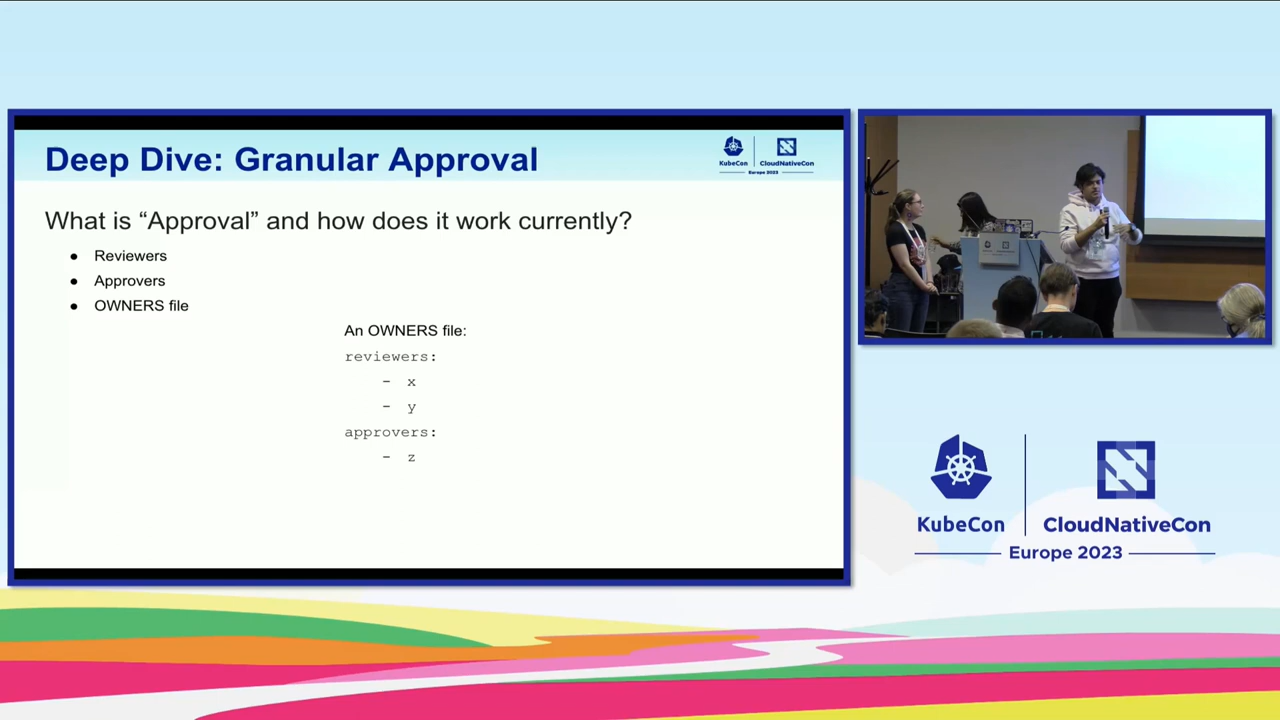 Deep Dive: Granular Approval
KubeCon
CloudNativeCon
Europe 2023
What is “Approval” and how does it work currently?
● Reviewers
● Approvers
● OWNERS file
An OWNERS file:
reviewers:
- x
- y
approvers:
- z
KubeCon
CloudNativeCon
Europe 2023